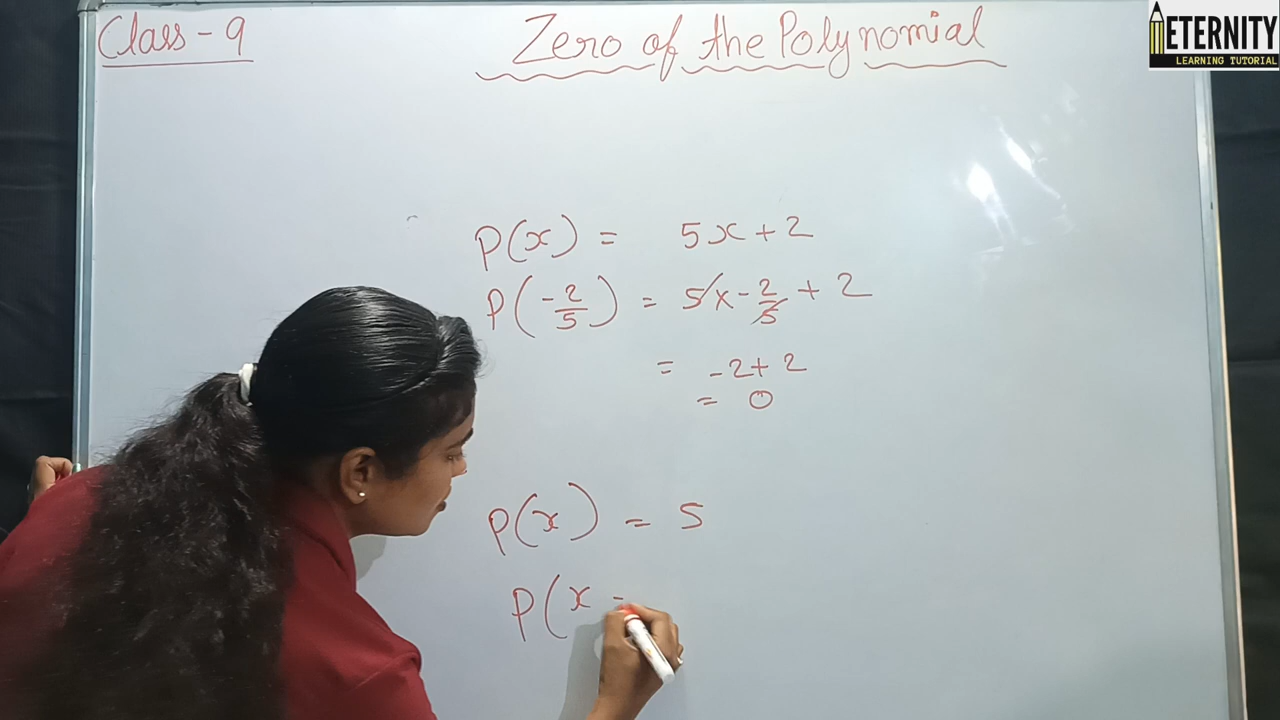 Class - 9
Zero of the Polynomial
ETERNITY
LEARNING TUTORIAL
P(x) = 5x + 2
P(-2/5) = 5 x - 2/5 + 2
= -2 + 2
= 0
P(x) = 5
P(x =